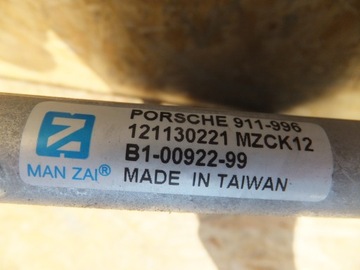 PORSCHE 911-996
121130221 MZCK12
B1-00922-99
MAN ZAI® MADE IN TAIWAN